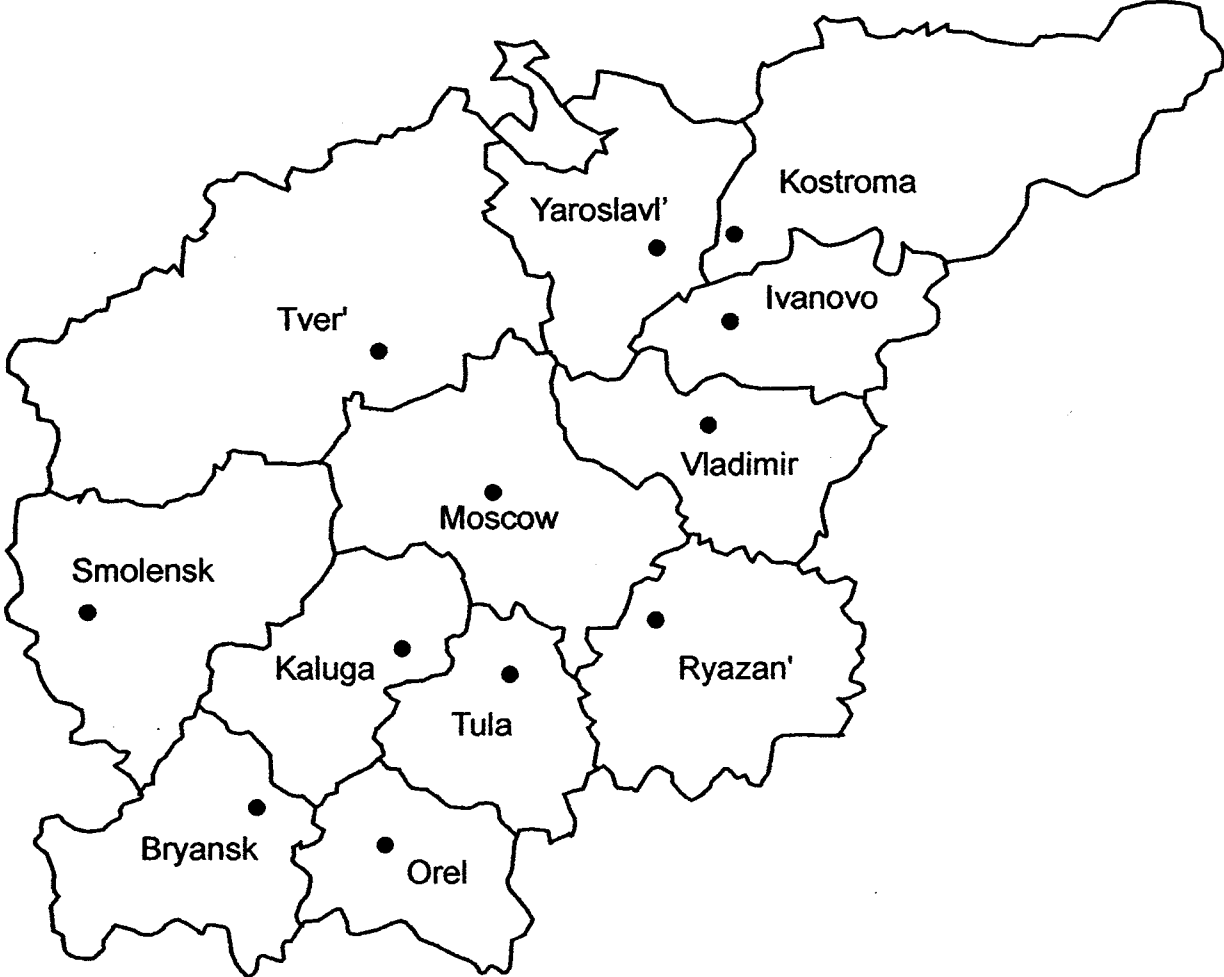 Kostroma
Yaroslavl’
Ivanovo
Tver'
Vladimir
Moscow
Smolensk
Kaluga
Ryazan'
Tula
Bryansk
Orel